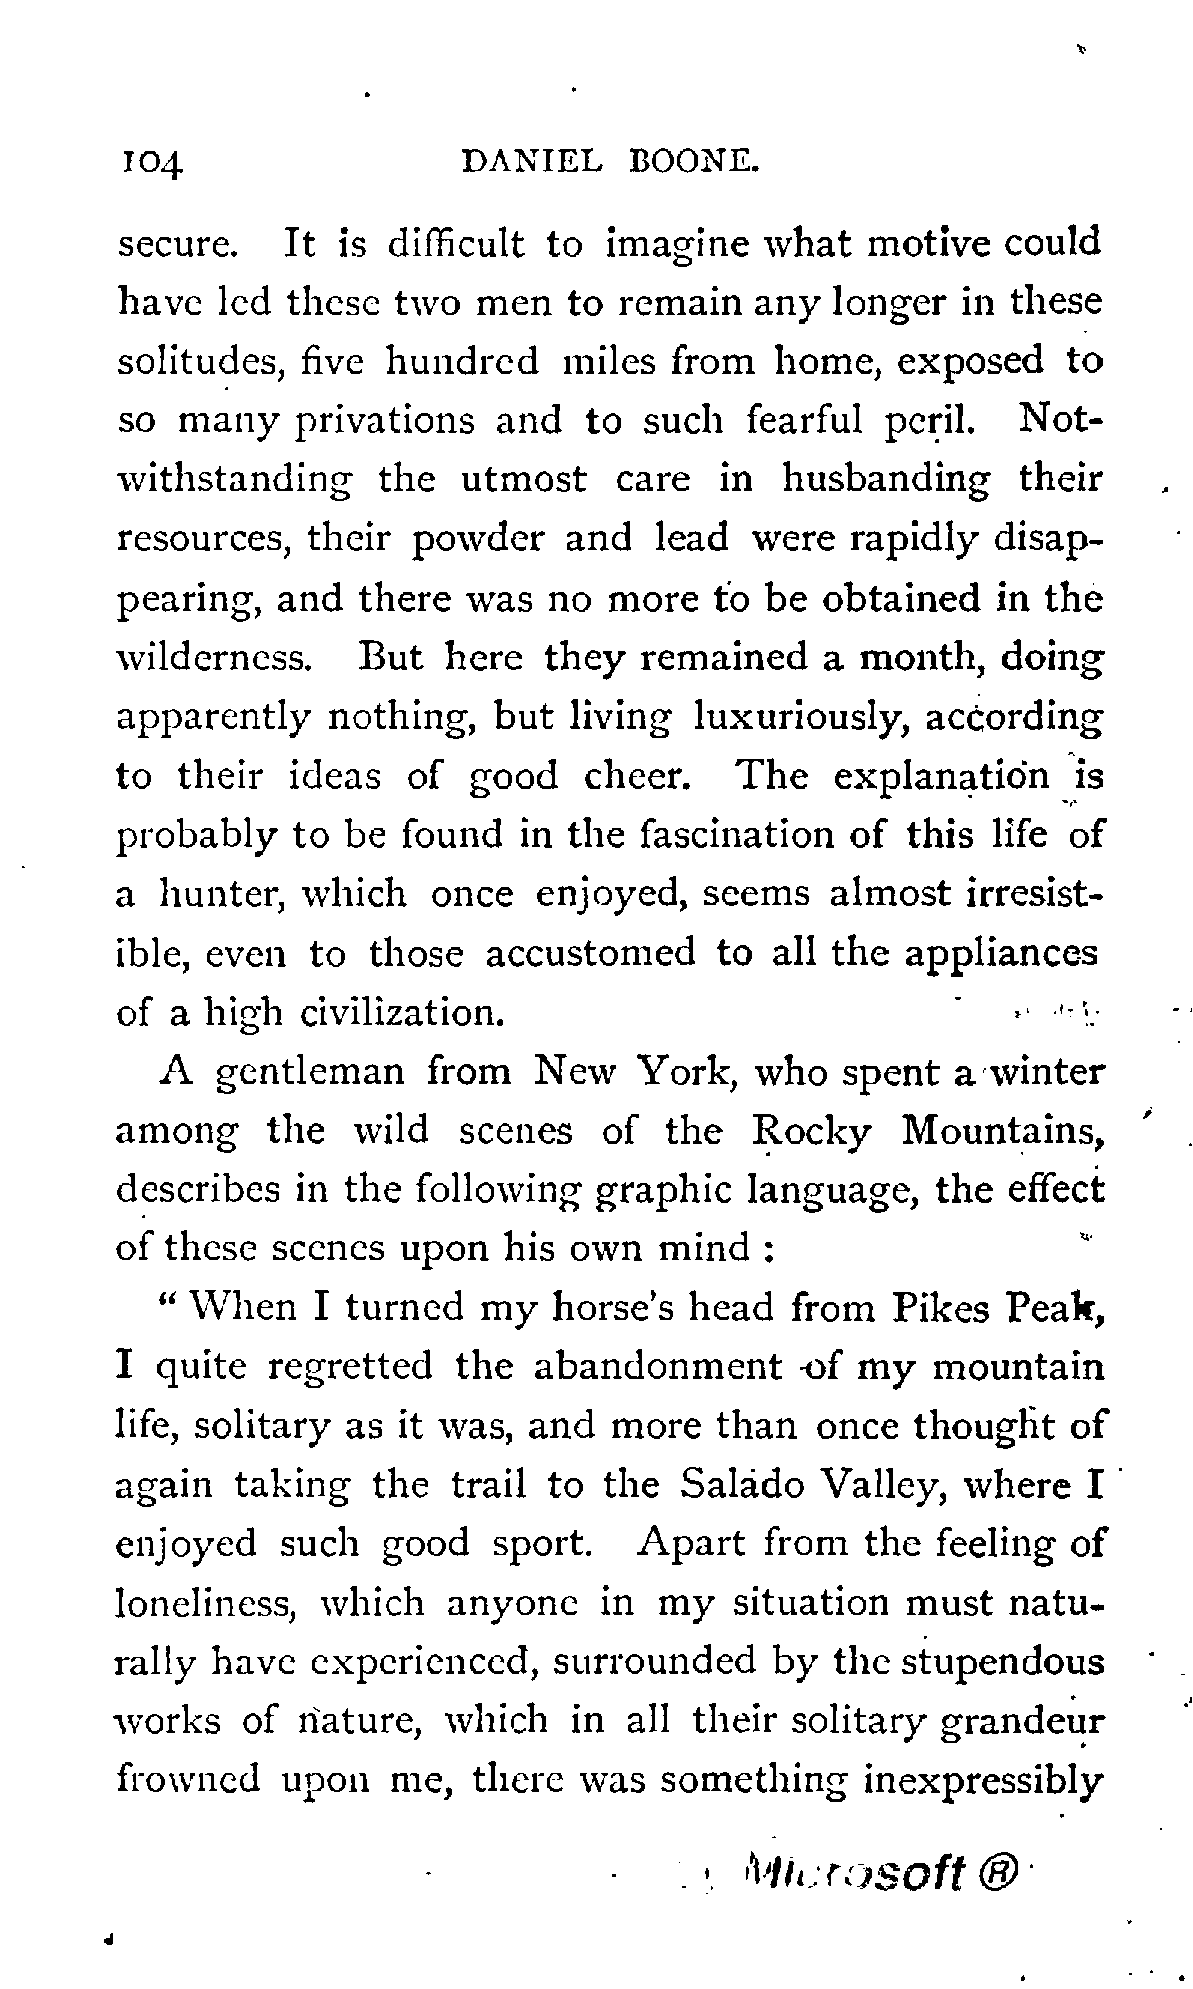 104 DANIEL BOONE.
secure. It is difficult to imagine what motive could
have led these two men to remain any longer in these
solitudes, five hundred miles from home, exposed to
so many privations and to such fearful peril. Not-
withstanding the utmost care in husbanding their
resources, their powder and lead were rapidly disap-
pearing, and there was no more to be obtained in the
wilderness. But here they remained a month, doing
apparently nothing, but living luxuriously, according
to their ideas of good cheer. The explanation is
probably to be found in the fascination of this life of
a hunter, which once enjoyed, seems almost irresist-
ible, even to those accustomed to all the appliances
of a high civilization.
A gentleman from New York, who spent a winter
among the wild scenes of the Rocky Mountains,
describes in the following graphic language, the effect
of these scenes upon his own mind :
" When I turned my horse's head from Pikes Peak,
I quite regretted the abandonment of my mountain
life, solitary as it was, and more than once thought of
again taking the trail to the Salado Valley, where I
enjoyed such good sport. Apart from the feeling of
loneliness, which anyone in my situation must natu-
rally have experienced, surrounded by the stupendous
works of nature, which in all their solitary grandeur
frowned upon me, there was something inexpressibly
Microsoft ®